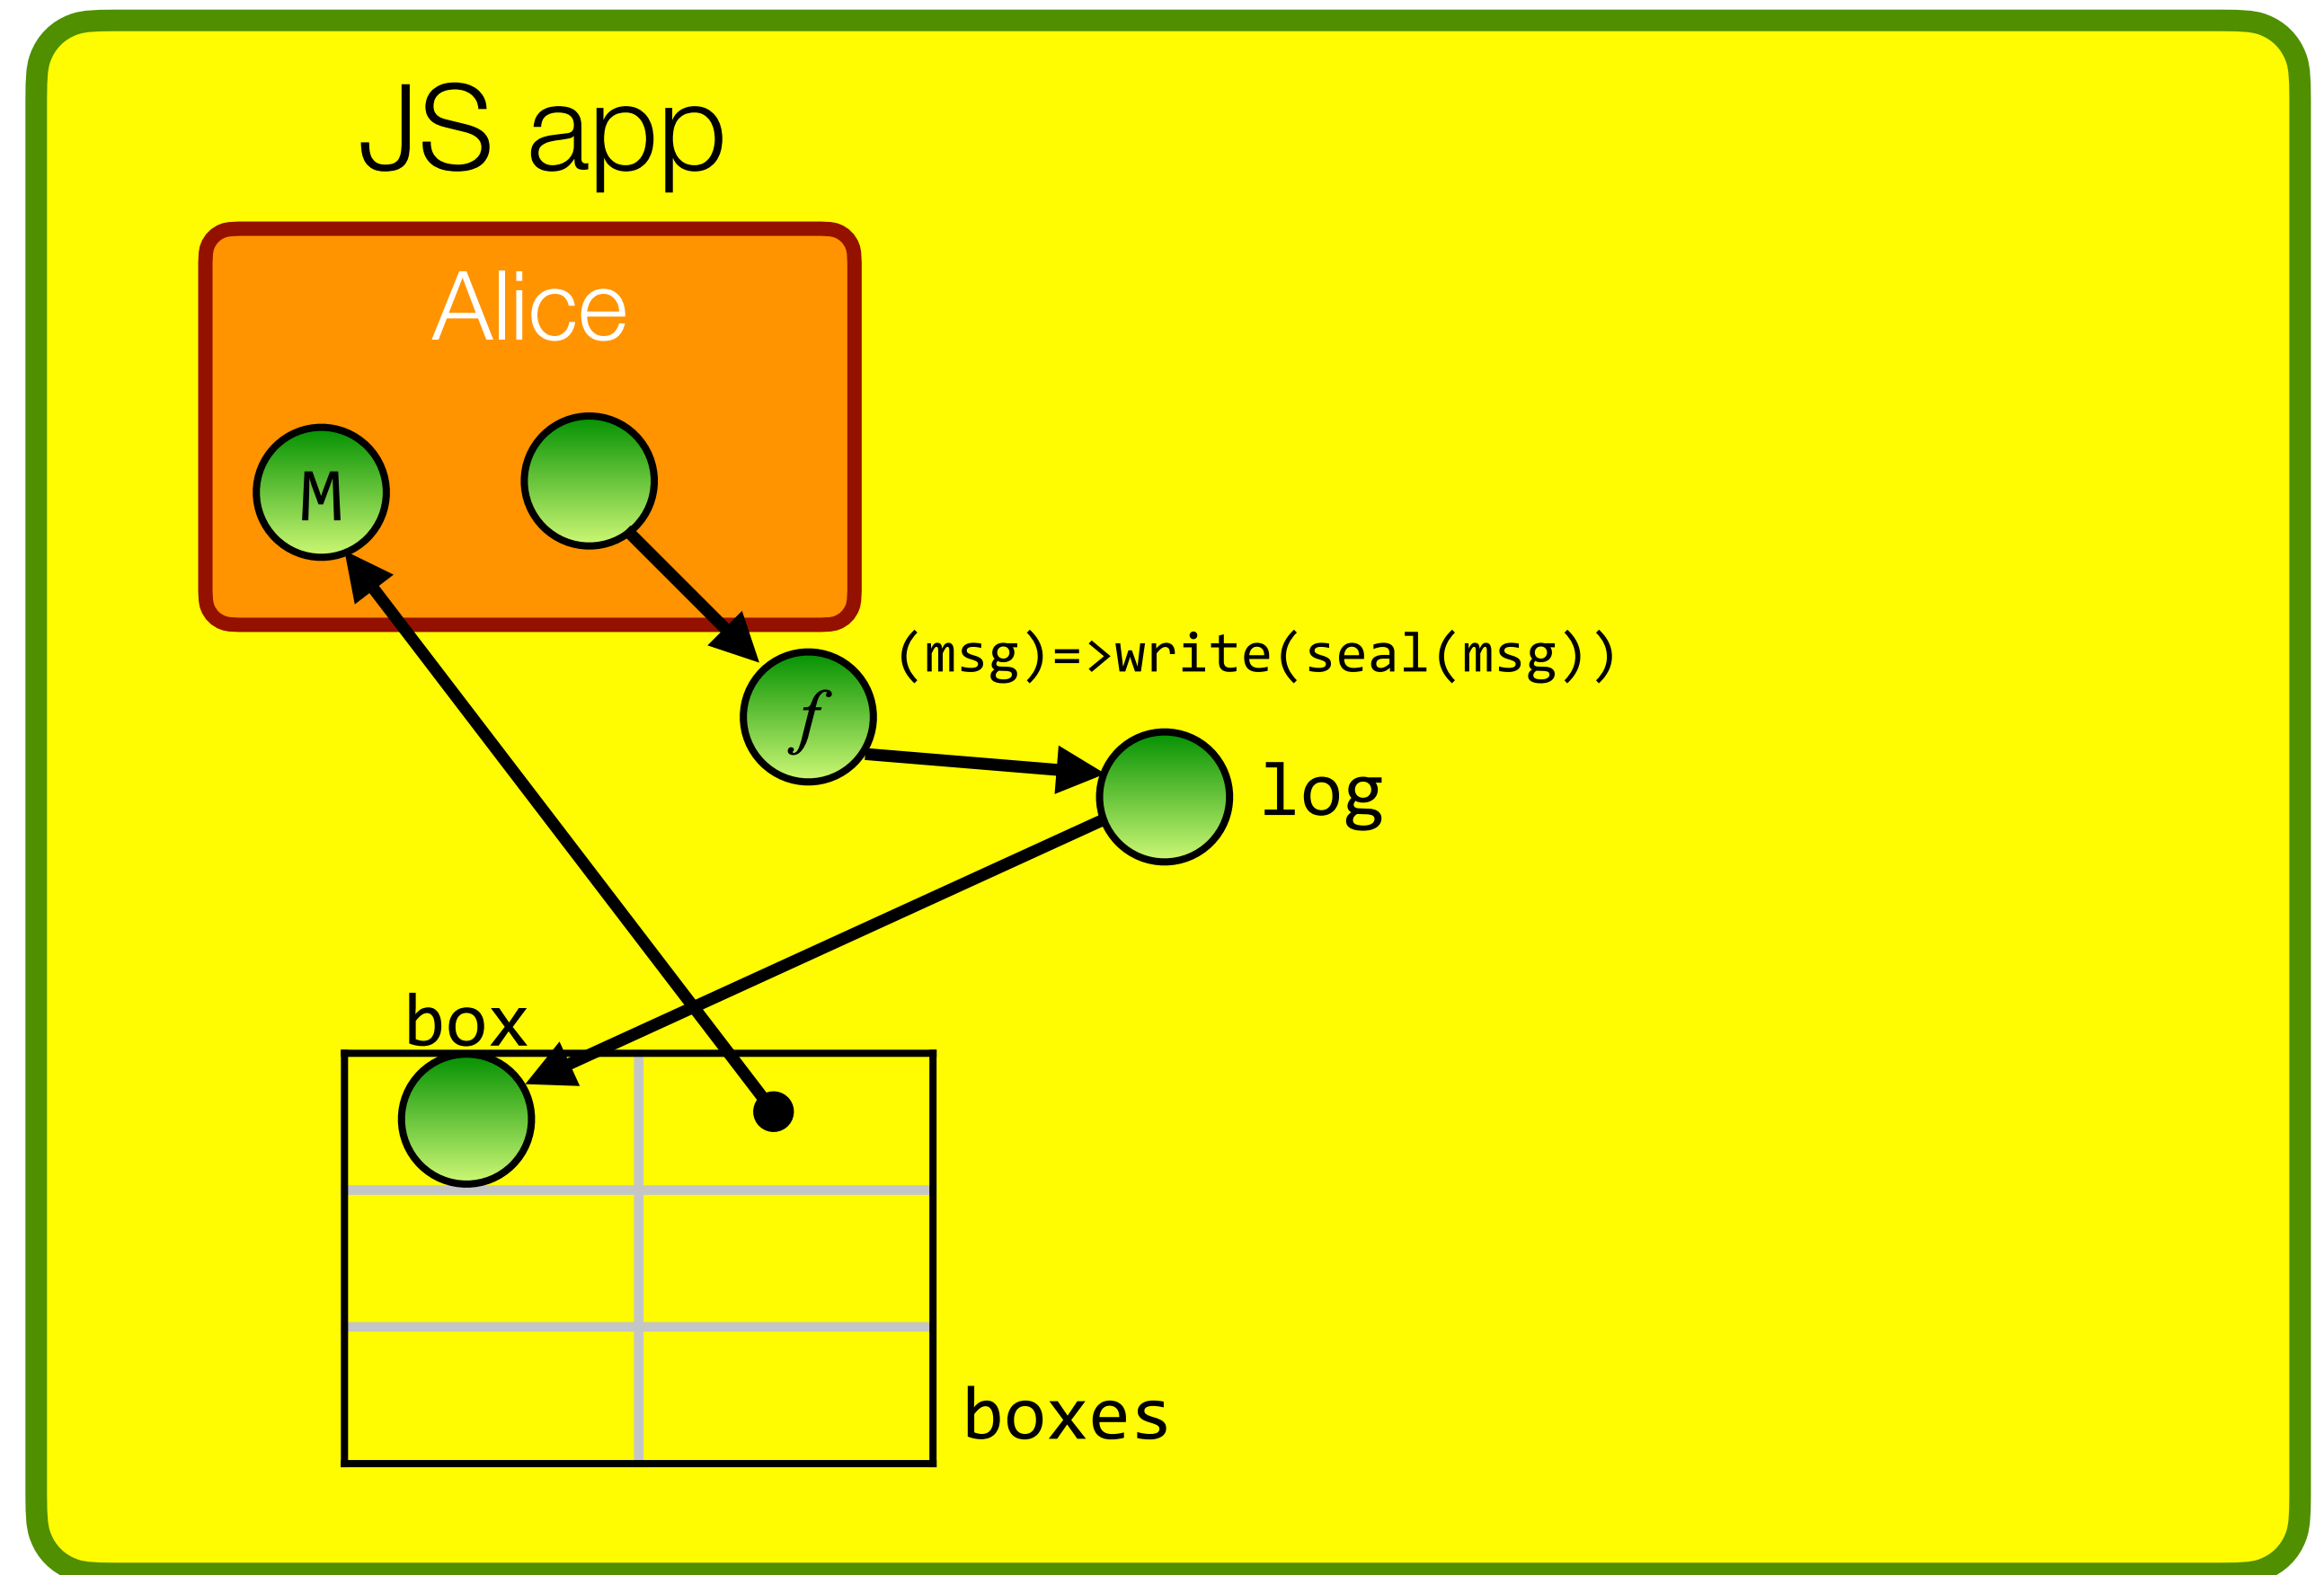 JS app
Alice
M
(msg)=>write(seal(msg))
f
log
box
boxes